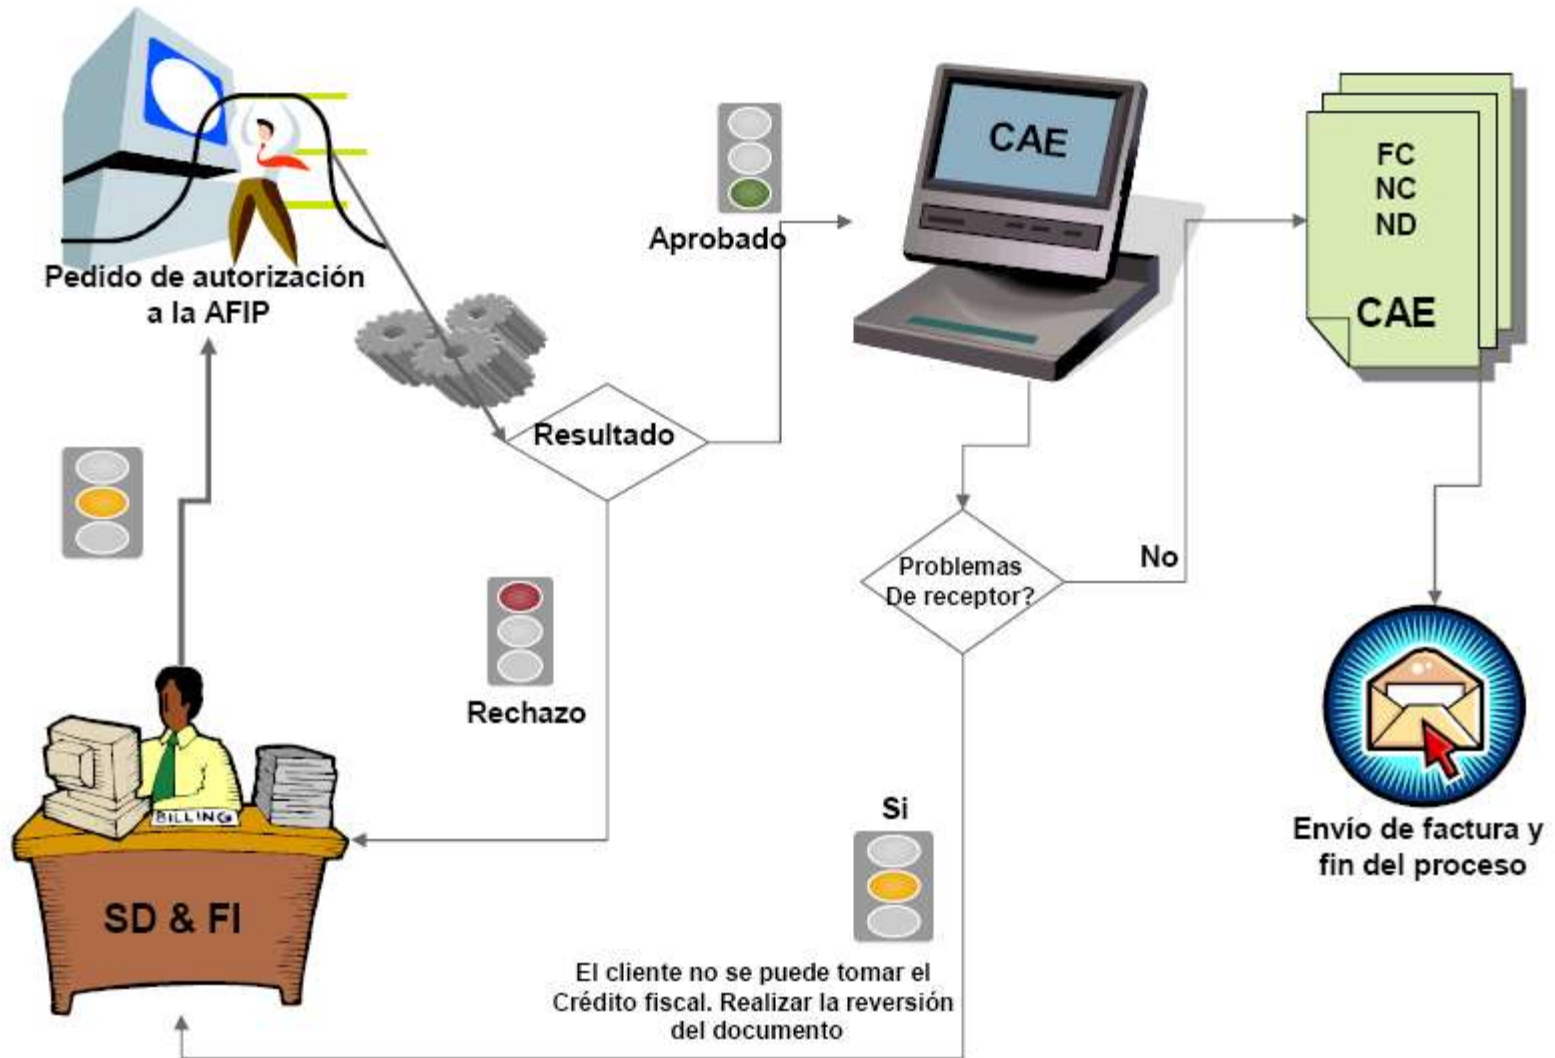 CAE
FC
NC
ND
CAE
Aprobado
Pedido de autorización
a la AFIP
Resultado
Problemas
De receptor?
No
Rechazo
BILLING
SD & FI
Si
Envío de factura y
fin del proceso
El cliente no se puede tomar el
Crédito fiscal. Realizar la reversión
del documento